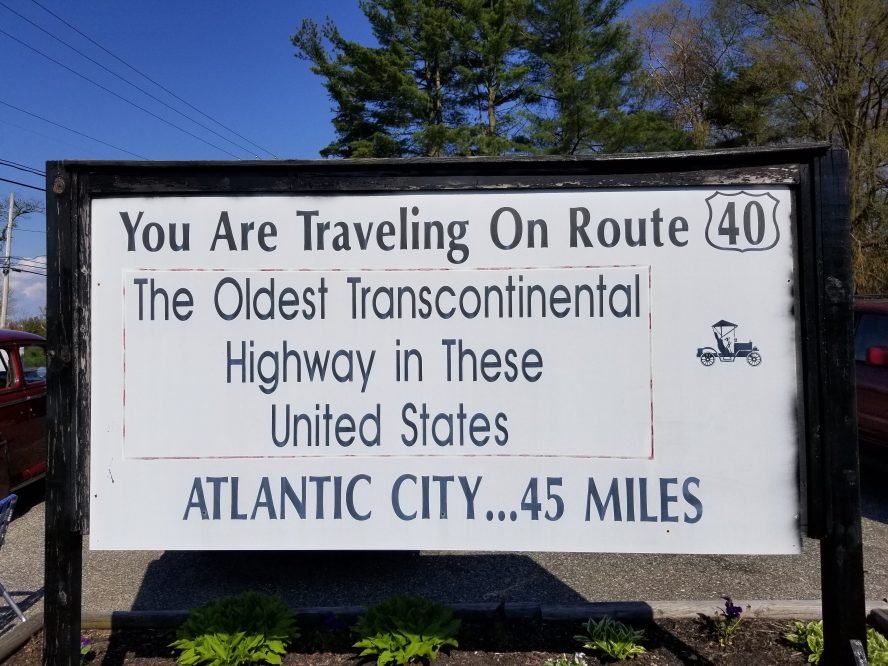 You Are Traveling On Route 40
The Oldest Transcontinental
Highway in These
United States
ATLANTIC CITY...45 MILES